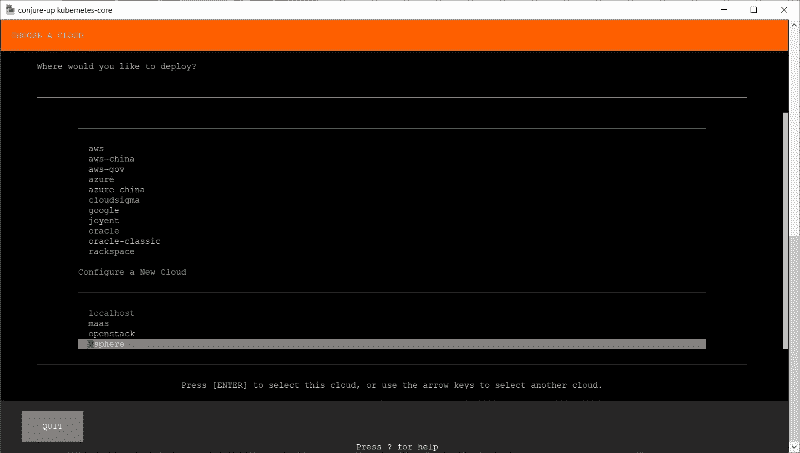 conjure-up kubernetes-core
CHOOSE A CLOUD
Where would you like to deploy?
aws
aws-china
aws-gov
azure
azure-china
cloudsigma
google
joyent
oracle
oracle-classic
rackspace
Configure a New Cloud
localhost
maas
openstack
vsphere
Press [ENTER] to select this cloud, or use the arrow keys to select another cloud.
QUIT
Press ? for help